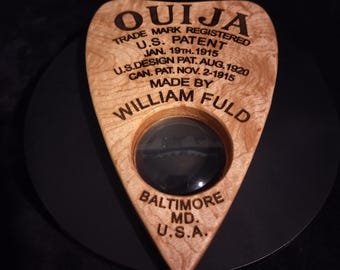 OUIJA
TRADE MARK REGISTERED
U.S. PATENT
JAN. 19TH. 1915
U.S. DESIGN PAT. AUG. 1920
CAN. PAT. NOV. 2-1915
MADE BY
WILLIAM FULD
BALTIMORE
MD.
U.S.A.